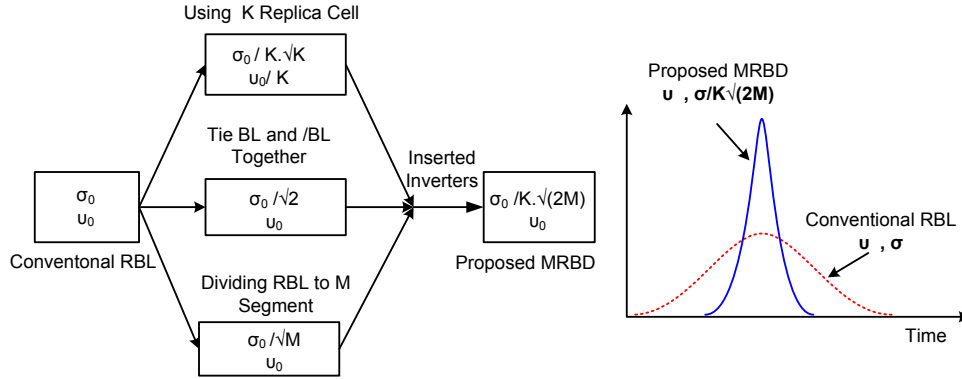 Using K Replica Cell
σ₀ / K.√K
υ₀/ K
Tie BL and /BL
Together
σ₀ /√2
υ₀
Dividing RBL to M
Segment
σ₀ /√M
υ₀
σ₀
υ₀
Conventonal RBL
Inserted
Inverters
σ₀ /K.√(2M)
υ₀
Proposed MRBD
Proposed MRBD
υ , σ/K√(2M)
Conventional RBL
υ , σ
Time